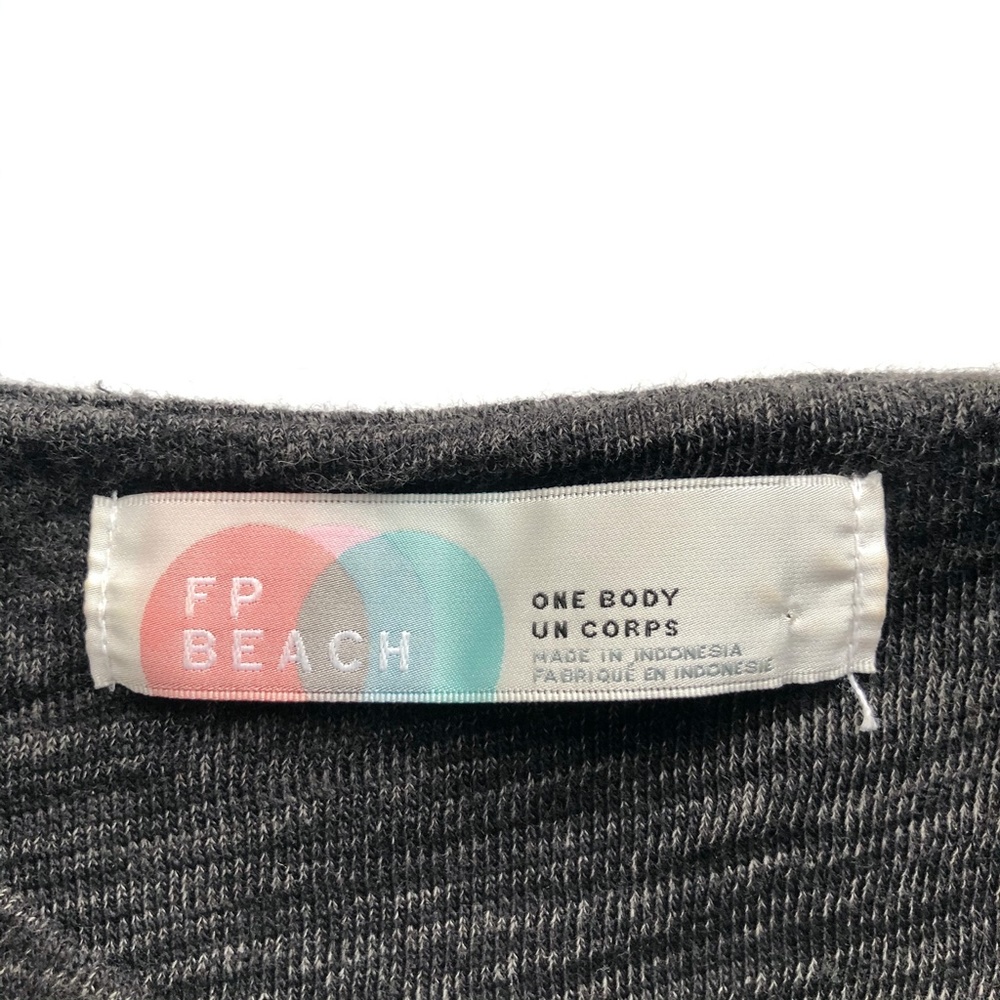 FP
BEACH
ONE BODY
UN CORPS
MADE IN INDONESIA
FABRIQUÉ EN INDONESIE